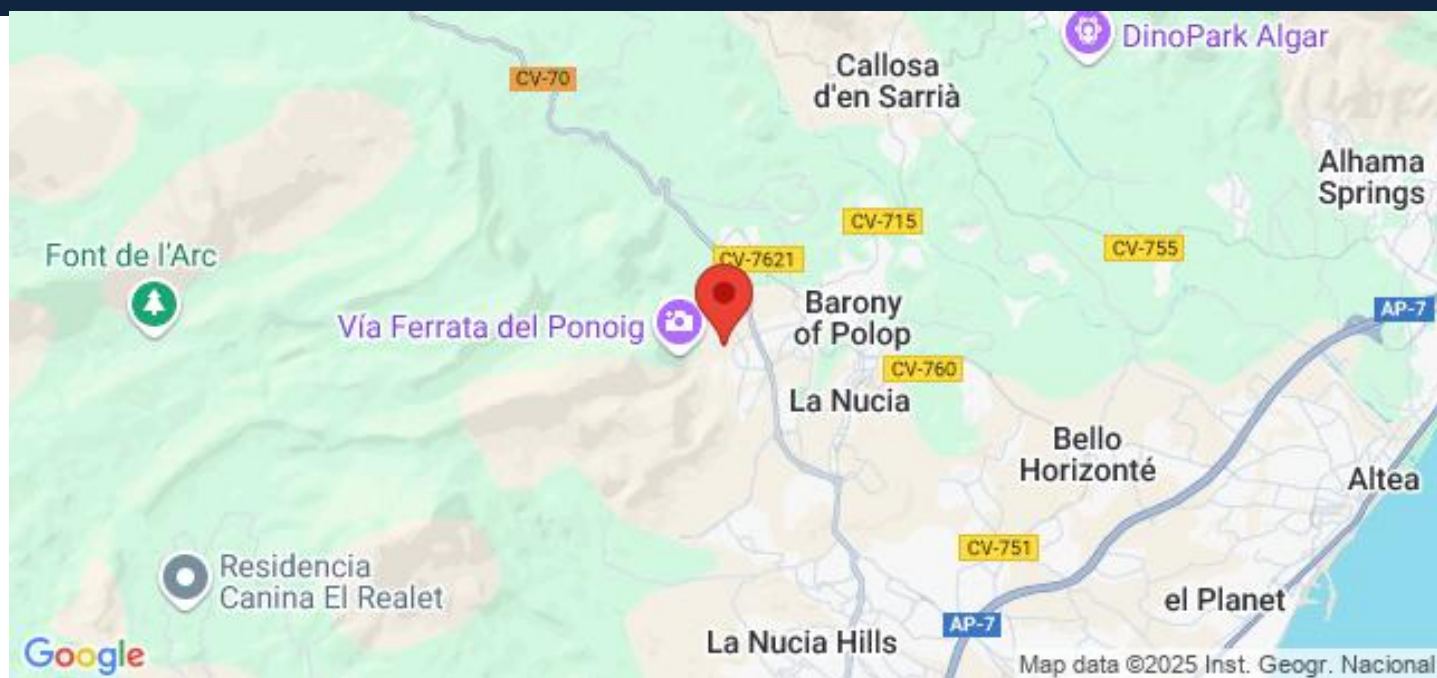 DinoPark Algar
Callosa
d'en Sarrià
CV-70
Alhama
Springs
CV-715
CV-755
Font de l'Arc
CV-7621
AP-7
Barony
of Polop
Vía Ferrata del Ponoig
CV-760
La Nucia
Bello
Horizonté
Altea
CV-751
Residencia
Canina El Realet
el Planet
AP-7
La Nucia Hills
Google
Map data ©2025 Inst. Geogr. Nacional